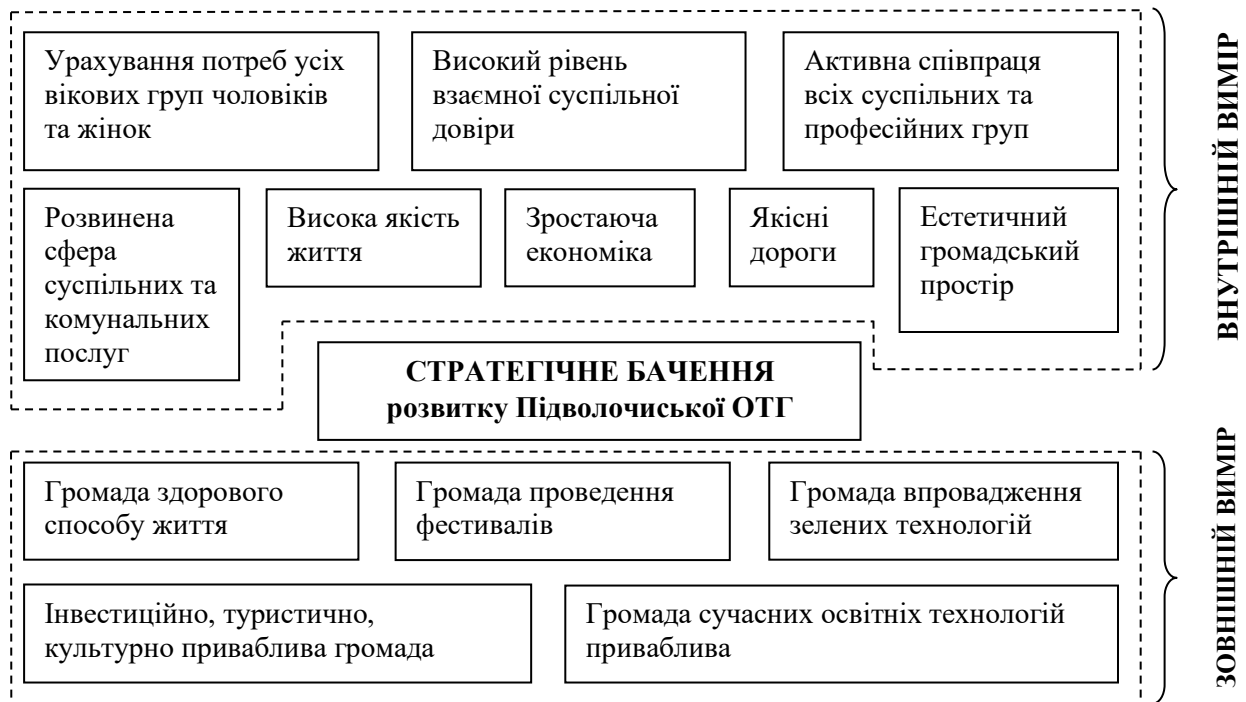 Урахування потреб усіх
вікових груп чоловіків
та жінок
Високий рівень
взаємної суспільної
довіри
Активна співпраця
всіх суспільних та
професійних груп
Розвинена
сфера
суспільних та
комунальних
послуг
Висока якість
життя
Зростаюча
економіка
Якісні
дороги
Естетичний
громадський
простір
ВНУТРІШНІЙ ВИМІР
СТРАТЕГІЧНЕ БАЧЕННЯ
розвитку Підволочиської ОТГ
Громада здорового
способу життя
Громада проведення
фестивалів
Громада впровадження
зелених технологій
Інвестиційно, туристично,
культурно приваблива громада
Громада сучасних освітніх технологій
приваблива
ЗОВНІШНІЙ ВИМІР